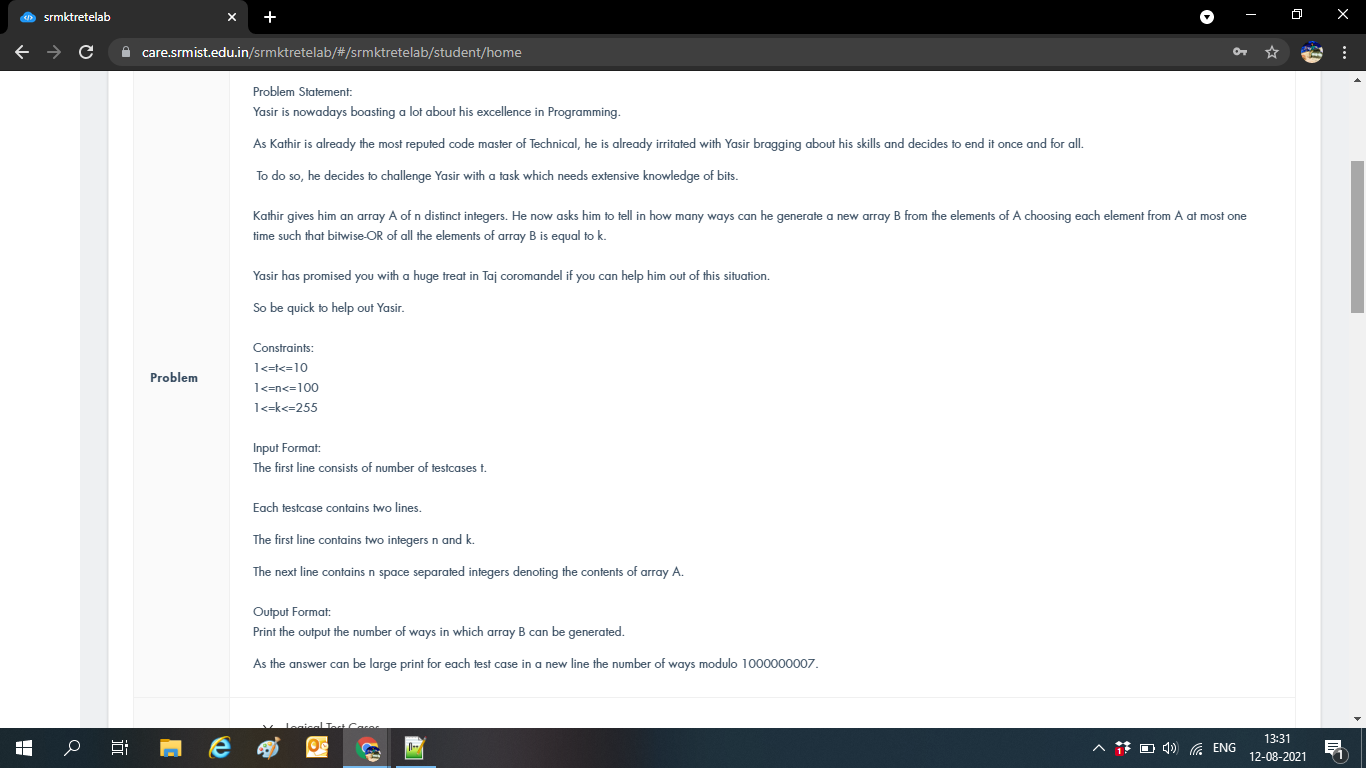 srmktretelab
care.srmist.edu.in/srmktretelab/#/srmktretelab/student/home
Problem
Problem Statement:
Yasir is nowadays boasting a lot about his excellence in Programming.
As Kathir is already the most reputed code master of Technical, he is already irritated with Yasir bragging about his skills and decides to end it once and for all.
To do so, he decides to challenge Yasir with a task which needs extensive knowledge of bits.
Kathir gives him an array A of n distinct integers. He now asks him to tell in how many ways can he generate a new array B from the elements of A choosing each element from A at most one
time such that bitwise-OR of all the elements of array B is equal to k.
Yasir has promised you with a huge treat in Taj coromandel if you can help him out of this situation.
So be quick to help out Yasir.
Constraints:
1<=t<=10
1<=n<=100
1<=k<=255
Input Format:
The first line consists of number of testcases t.
Each testcase contains two lines.
The first line contains two integers n and k.
The next line contains n space separated integers denoting the contents of array A.
Output Format:
Print the output the number of ways in which array B can be generated.
As the answer can be large print for each test case in a new line the number of ways modulo 1000000007.
Logical Test Cases
ENG
13:31
12-08-2021
1